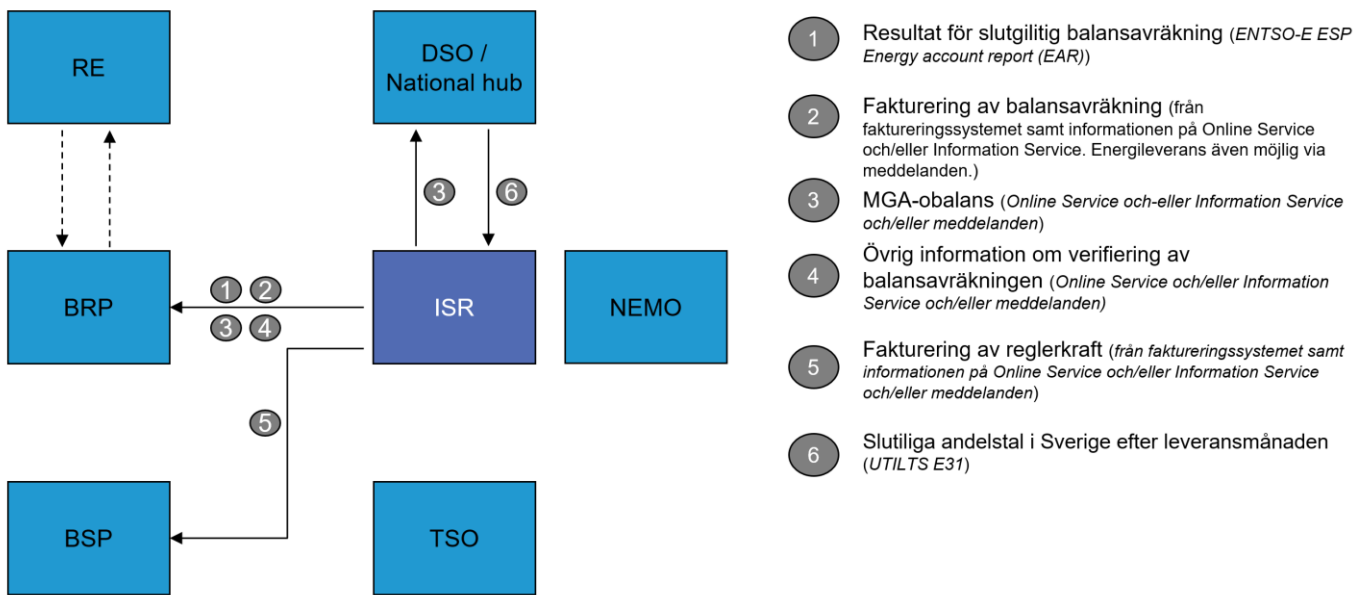 RE
DSO /
National hub
3
6
BRP
1 2
3 4
ISR
NEMO
5
BSP
TSO
1 Resultat för slutgilitig balansavräkning (ENTSO-E ESP
Energy account report (EAR))
2 Fakturering av balansavräkning (från
faktureringssystemet samt informationen på Online Service
och/eller Information Service. Energileverans även möjlig via
meddelanden.)
3 MGA-obalans (Online Service och-eller Information Service
och/eller meddelanden)
4 Övrig information om verifiering av
balansavräkningen (Online Service och/eller Information
Service och/eller meddelanden)
5 Fakturering av reglerkraft (från faktureringssystemet samt
informationen på Online Service och/eller Information Service
och/eller meddelanden)
6 Slutiliga andelstal i Sverige efter leveransmånaden
(UTILTS E31)